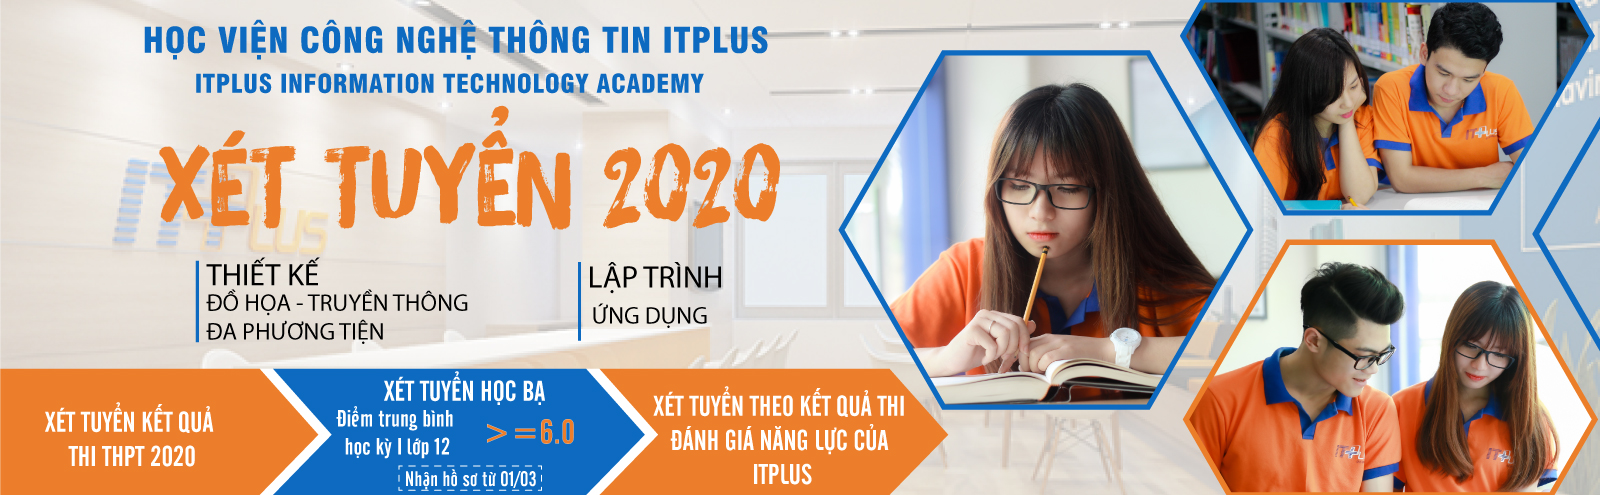 HỌC VIỆN CÔNG NGHỆ THÔNG TIN ITPLUS
ITPLUS INFORMATION TECHNOLOGY ACADEMY
XÉT TUYỂN 2020
ITPLUS
THIẾT KẾ
ĐỒ HỌA - TRUYỀN THÔNG
ĐA PHƯƠNG TIỆN
LẬP TRÌNH
ỨNG DỤNG
XÉT TUYỂN KẾT QUẢ
THI THPT 2020
XÉT TUYỂN HỌC BẠ
Điểm trung bình
học kỳ I lớp 12
>=6.0
Nhận hồ sơ từ 01/03
XÉT TUYỂN THEO KẾT QUẢ THI
ĐÁNH GIÁ NĂNG LỰC CỦA
ITPLUS